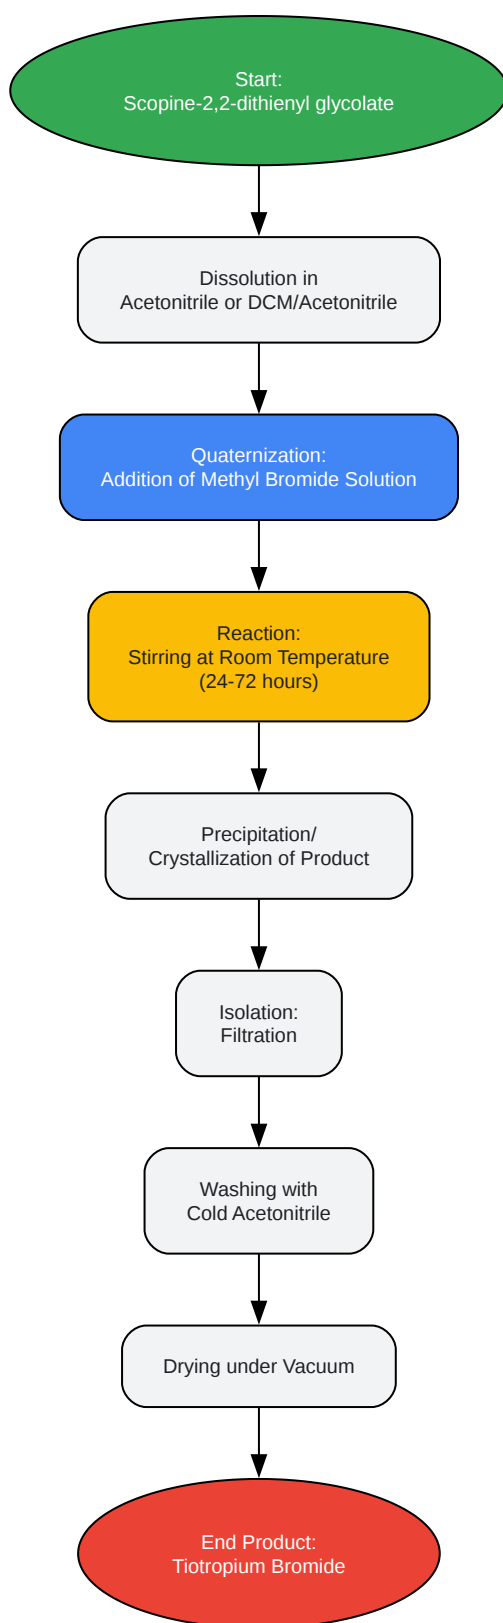 Start:
Scopine-2,2-dithienyl glycolate
Dissolution in
Acetonitrile or DCM/Acetonitrile
Quaternization:
Addition of Methyl Bromide Solution
Reaction:
Stirring at Room Temperature
(24-72 hours)
Precipitation/
Crystallization of Product
Isolation:
Filtration
Washing with
Cold Acetonitrile
Drying under Vacuum
End Product:
Tiotropium Bromide